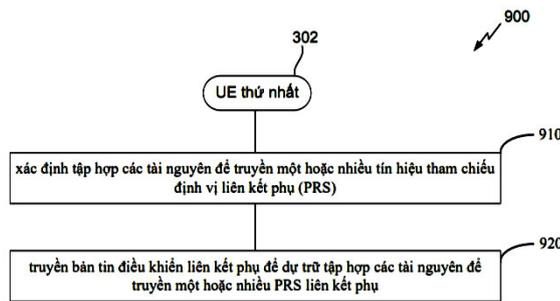 900
302
UE thứ nhất
910
xác định tập hợp các tài nguyên để truyền một hoặc nhiều tín hiệu tham chiếu
định vị liên kết phụ (PRS)
920
truyền bản tin điều khiển liên kết phụ để dự trữ tập hợp các tài nguyên để
truyền một hoặc nhiều PRS liên kết phụ